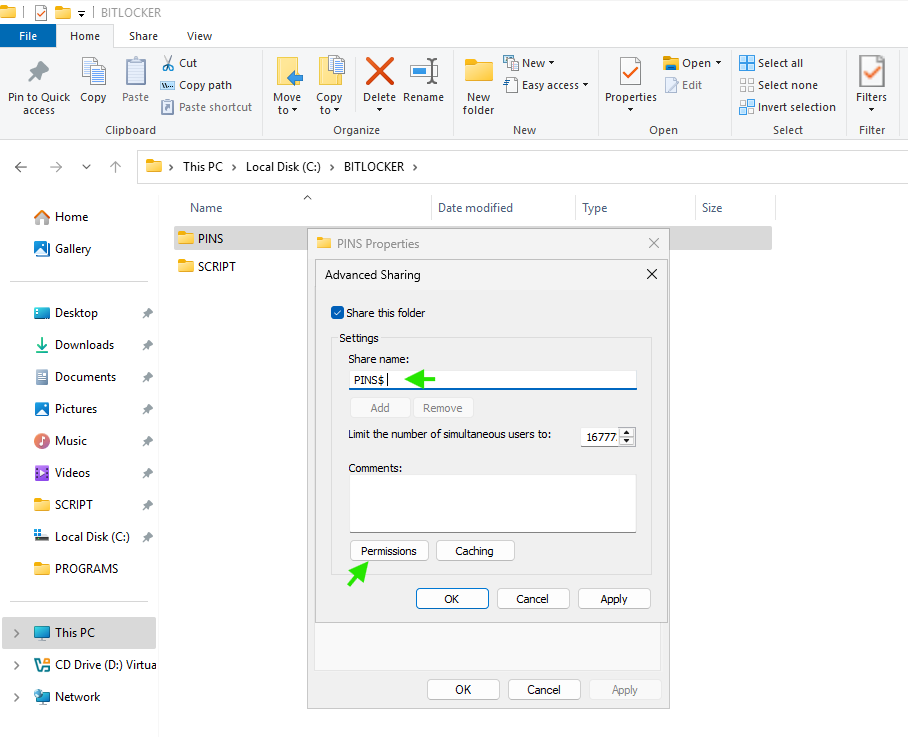 BITLOCKER
File Home Share View
Pin to Quick access
Copy
Paste
Cut
Copy path
Paste shortcut
Clipboard
Move to
Copy to
Delete
Rename
Organize
New folder
New
Easy access
New
Properties
Open
Edit
Open
Select all
Select none
Invert selection
Select
Filters
Filter
This PC > Local Disk (C:) > BITLOCKER >
Name Date modified Type Size
PINS
SCRIPT
Home
Gallery
Desktop
Downloads
Documents
Pictures
Music
Videos
SCRIPT
Local Disk (C:)
PROGRAMS
This PC
CD Drive (D:) Virtua
Network
PINS Properties
Advanced Sharing
Share this folder
Settings
Share name:
PINS$
Add Remove
Limit the number of simultaneous users to: 16777
Comments:
Permissions Caching
OK Cancel Apply
OK Cancel Apply